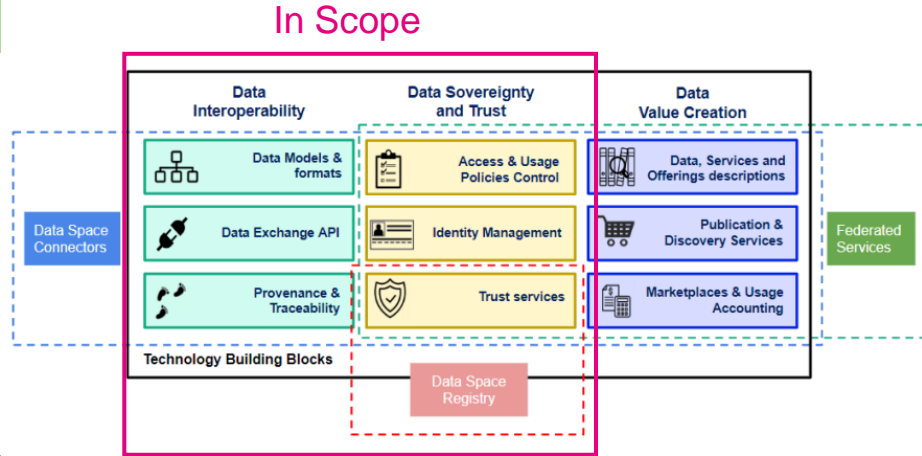 In Scope
Data
Interoperability
Data Sovereignty
and Trust
Data
Value Creation
Data Models &
formats
Access & Usage
Policies Control
Data, Services and
Offerings descriptions
Data Space
Connectors
Data Exchange API
Identity Management
Publication &
Discovery Services
Federated
Services
Provenance &
Traceability
Trust services
Marketplaces & Usage
Accounting
Technology Building Blocks
Data Space
Registry